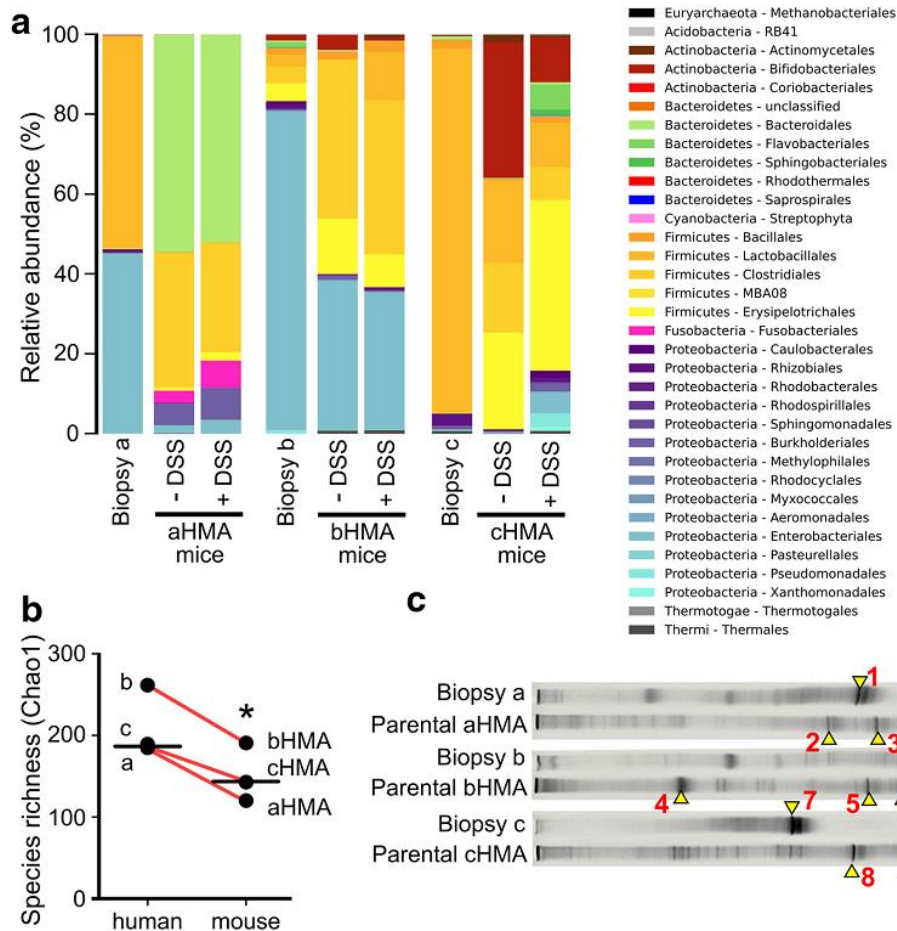 a
Relative abundance (%)
100
80
60
40
20
0
Biopsy a
- DSS
+ DSS
aHMA
mice
Biopsy b
- DSS
+ DSS
bHMA
mice
Biopsy c
- DSS
+ DSS
cHMA
mice
Euryarchaeota - Methanobacteriales
Acidobacteria - RB41
Actinobacteria - Actinomycetales
Actinobacteria - Bifidobacteriales
Actinobacteria - Coriobacteriales
Bacteroidetes - unclassified
Bacteroidetes - Bacteroidales
Bacteroidetes - Flavobacteriales
Bacteroidetes - Sphingobacteriales
Bacteroidetes - Rhodothermales
Bacteroidetes - Saprospirales
Cyanobacteria - Streptophyta
Firmicutes - Bacillales
Firmicutes - Lactobacillales
Firmicutes - Clostridiales
Firmicutes - MBA08
Firmicutes - Erysipelotrichales
Fusobacteria - Fusobacteriales
Proteobacteria - Caulobacterales
Proteobacteria - Rhizobiales
Proteobacteria - Rhodobacterales
Proteobacteria - Rhodospirillales
Proteobacteria - Sphingomonadales
Proteobacteria - Burkholderiales
Proteobacteria - Methylophilales
Proteobacteria - Rhodocyclales
Proteobacteria - Myxococcales
Proteobacteria - Aeromonadales
Proteobacteria - Enterobacteriales
Proteobacteria - Pasteurellales
Proteobacteria - Pseudomonadales
Proteobacteria - Xanthomonadales
Thermotogae - Thermotogales
Thermi - Thermales
b
Species richness (Chao1)
300
200
100
0
b
c
a
*
bHMA
cHMA
aHMA
human
mouse
c
Biopsy a
1
Parental aHMA
2
3
Biopsy b
Parental bHMA
4
5
7
Biopsy c
Parental cHMA
8